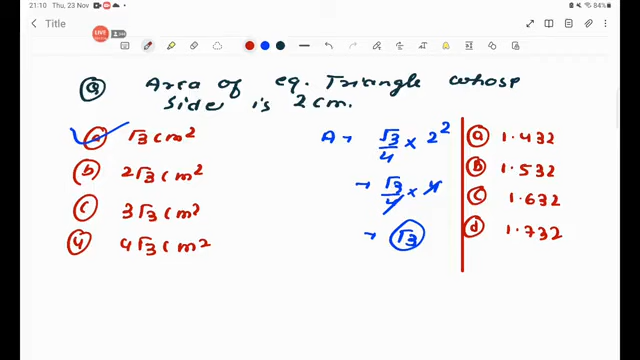 21:10 Thu, 23 Nov
84%
Title
LIVE
Q Area of eq. Triangle whose
side is 2cm.
a √3 cm²
b 2√3 cm²
c 3√3 cm²
4 4√3 cm²
A → √3/4 × 2²
→ √3/4 × 4
→ √3
a 1.432
b 1.532
c 1.632
d 1.732